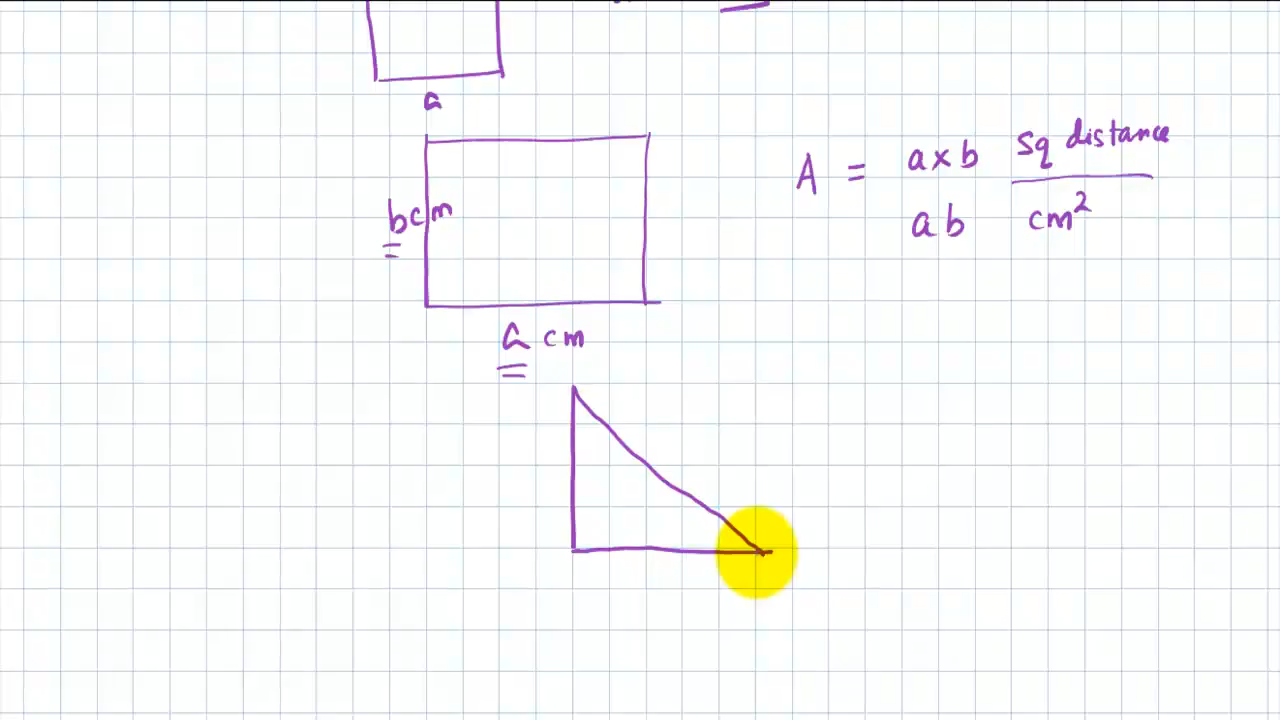 a
A = a x b sq distance
ab cm²
b cm
a cm